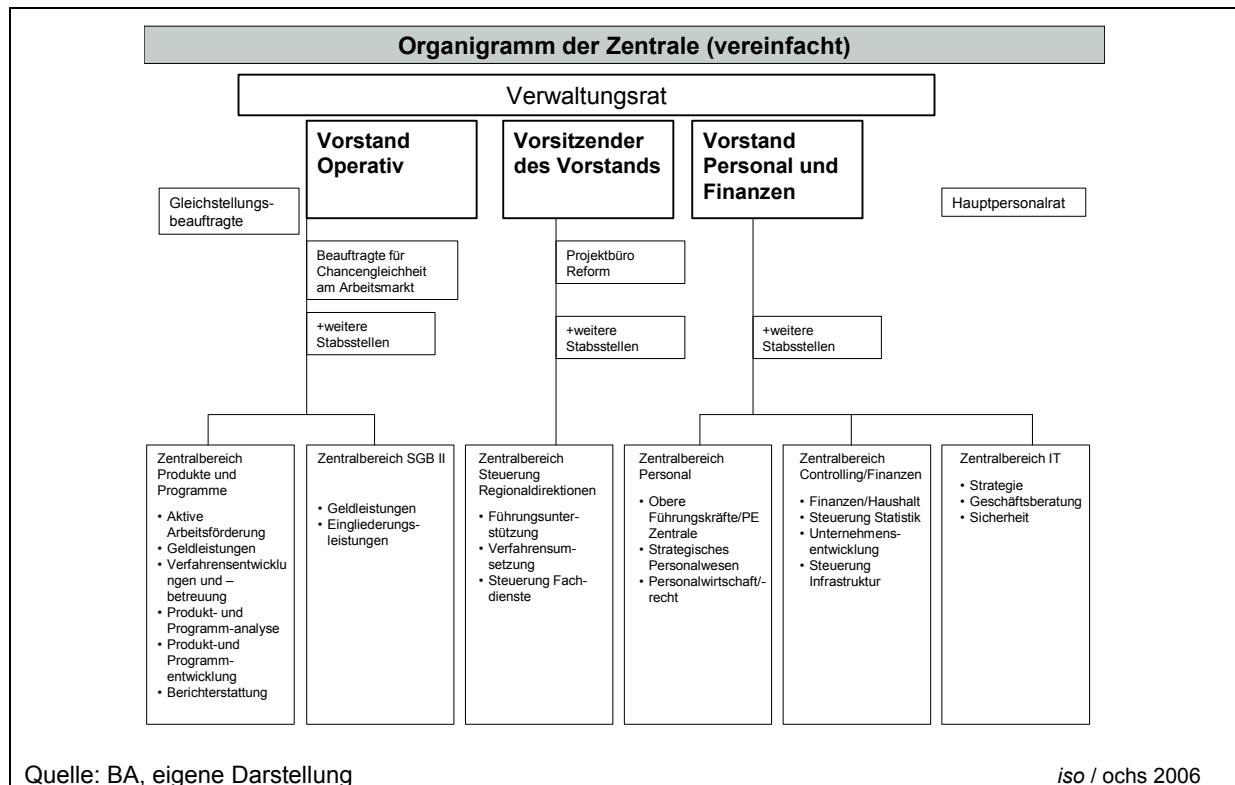 Organigramm der Zentrale (vereinfacht)
Verwaltungsrat
Vorstand
Operativ
Vorsitzender
des Vorstands
Vorstand
Personal und
Finanzen
Gleichstellungs-
beauftragte
Hauptpersonalrat
Beauftragte für
Chancengleichheit
am Arbeitsmarkt
Projektbüro
Reform
+weitere
Stabsstellen
+weitere
Stabsstellen
+weitere
Stabsstellen
Zentralbereich
Produkte und
Programme
• Aktive
Arbeitsförderung
• Geldleistungen
• Verfahrensentwicklu
ngen und –
betreuung
• Produkt- und
Programm-analyse
• Produkt-und
Programm-
entwicklung
• Berichterstattung
Zentralbereich SGB II
• Geldleistungen
• Eingliederungs-
leistungen
Zentralbereich
Steuerung
Regionaldirektionen
• Führungsunter-
stützung
• Verfahrensum-
setzung
• Steuerung Fach-
dienste
Zentralbereich
Personal
• Obere
Führungskräfte/PE
Zentrale
• Strategisches
Personalwesen
• Personalwirtschaft/-
recht
Zentralbereich
Controlling/Finanzen
• Finanzen/Haushalt
• Steuerung Statistik
• Unternehmens-
entwicklung
• Steuerung
Infrastruktur
Zentralbereich IT
• Strategie
• Geschäftsberatung
• Sicherheit
Quelle: BA, eigene Darstellung
iso / ochs 2006